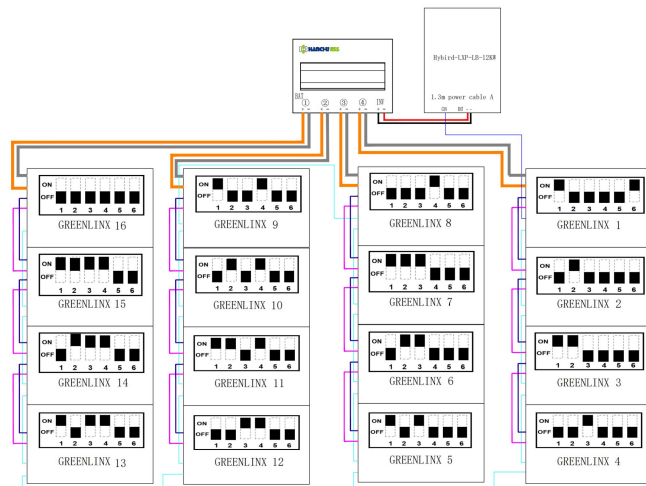 HANCHU ESS
Hybird-LXP-LB-12KW
BAT
① ② ③ ④ INV
+ - + - + - + - + -
1.3m power cable A
CAN BAT + -
ON
OFF
1 2 3 4 5 6
GREENLINX 16
ON
OFF
1 2 3 4 5 6
GREENLINX 9
ON
OFF
1 2 3 4 5 6
GREENLINX 8
ON
OFF
1 2 3 4 5 6
GREENLINX 1
ON
OFF
1 2 3 4 5 6
GREENLINX 15
ON
OFF
1 2 3 4 5 6
GREENLINX 10
ON
OFF
1 2 3 4 5 6
GREENLINX 7
ON
OFF
1 2 3 4 5 6
GREENLINX 2
ON
OFF
1 2 3 4 5 6
GREENLINX 14
ON
OFF
1 2 3 4 5 6
GREENLINX 11
ON
OFF
1 2 3 4 5 6
GREENLINX 6
ON
OFF
1 2 3 4 5 6
GREENLINX 3
ON
OFF
1 2 3 4 5 6
GREENLINX 13
ON
OFF
1 2 3 4 5 6
GREENLINX 12
ON
OFF
1 2 3 4 5 6
GREENLINX 5
ON
OFF
1 2 3 4 5 6
GREENLINX 4